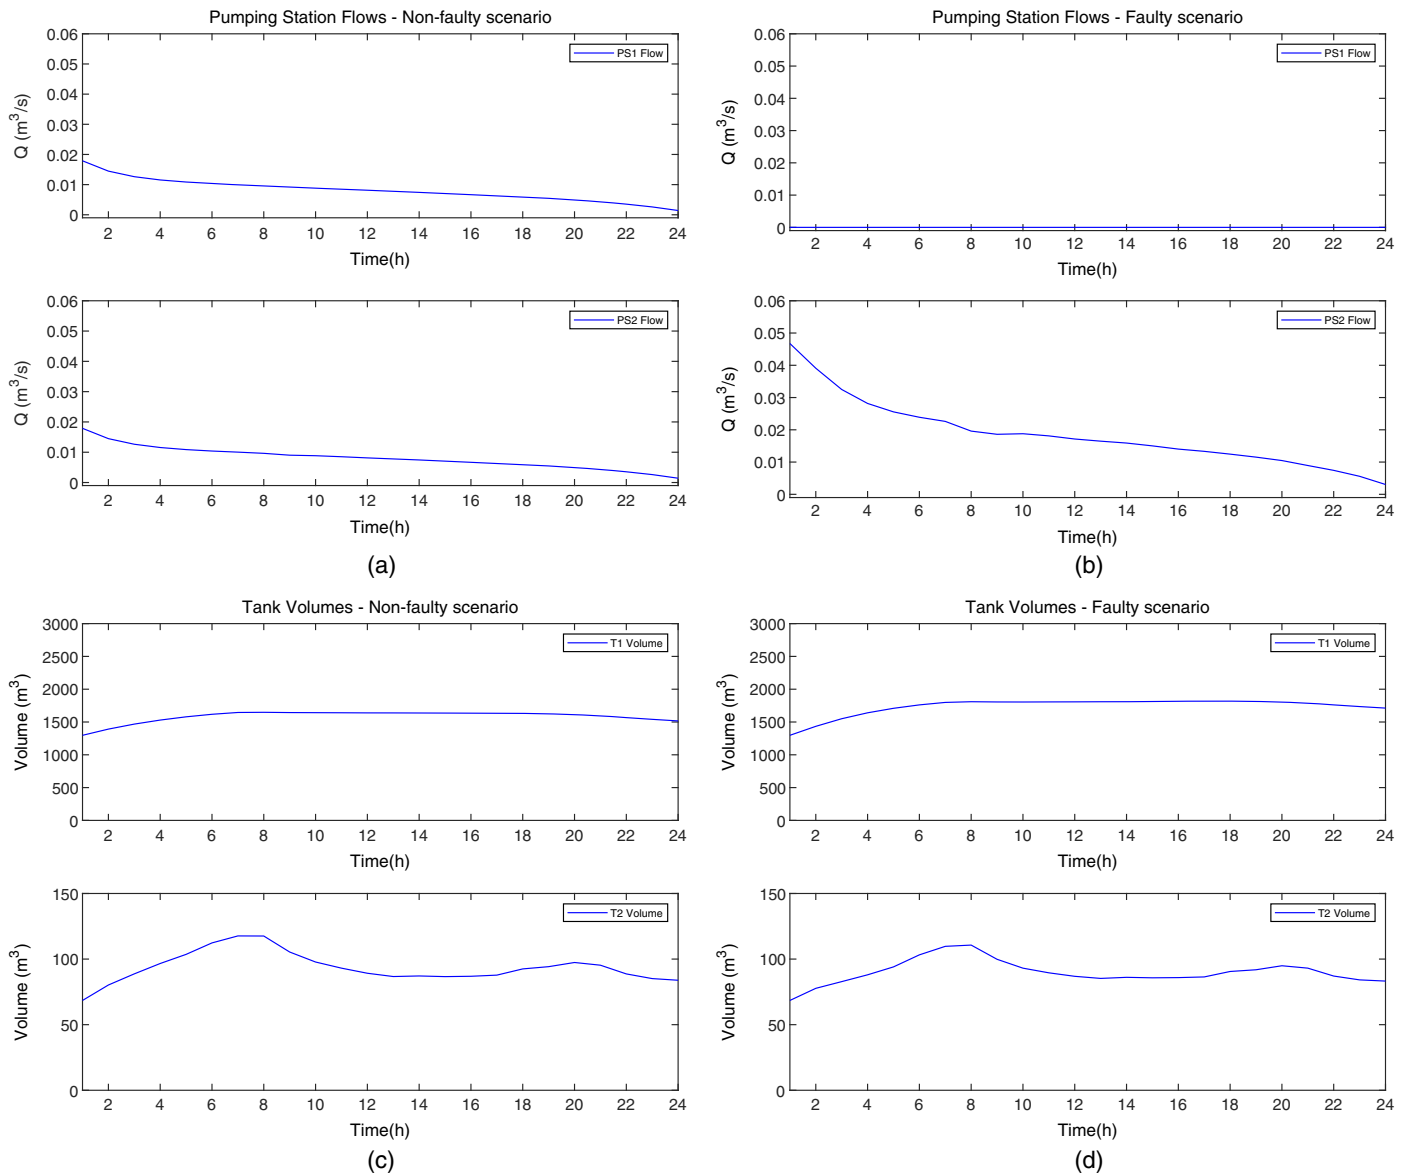 Pumping Station Flows - Non-faulty scenario
0.06
0.05
0.04
0.03
0.02
0.01
0
Q (m3/s)
PS1 Flow
2 4 6 8 10 12 14 16 18 20 22 24
Time(h)
0.06
0.05
0.04
0.03
0.02
0.01
0
Q (m3/s)
PS2 Flow
2 4 6 8 10 12 14 16 18 20 22 24
Time(h)
(a)
Pumping Station Flows - Faulty scenario
0.06
0.05
0.04
0.03
0.02
0.01
0
Q (m3/s)
PS1 Flow
2 4 6 8 10 12 14 16 18 20 22 24
Time(h)
0.06
0.05
0.04
0.03
0.02
0.01
0
Q (m3/s)
PS2 Flow
2 4 6 8 10 12 14 16 18 20 22 24
Time(h)
(b)
Tank Volumes - Non-faulty scenario
3000
2500
2000
1500
1000
500
0
Volume (m3)
T1 Volume
2 4 6 8 10 12 14 16 18 20 22 24
Time(h)
150
100
50
0
Volume (m3)
T2 Volume
2 4 6 8 10 12 14 16 18 20 22 24
Time(h)
(c)
Tank Volumes - Faulty scenario
3000
2500
2000
1500
1000
500
0
Volume (m3)
T1 Volume
2 4 6 8 10 12 14 16 18 20 22 24
Time(h)
150
100
50
0
Volume (m3)
T2 Volume
2 4 6 8 10 12 14 16 18 20 22 24
Time(h)
(d)